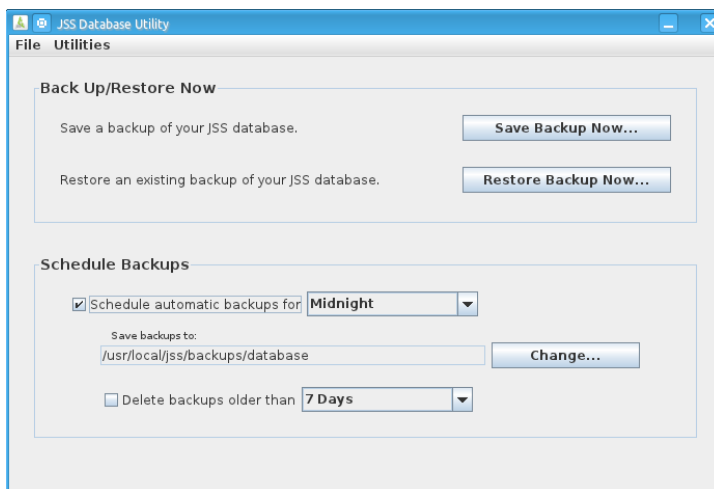 JSS Database Utility
File Utilities
Back Up/Restore Now
Save a backup of your JSS database.
Save Backup Now...
Restore an existing backup of your JSS database.
Restore Backup Now...
Schedule Backups
Schedule automatic backups for Midnight
Save backups to:
/usr/local/jss/backups/database
Change...
Delete backups older than 7 Days